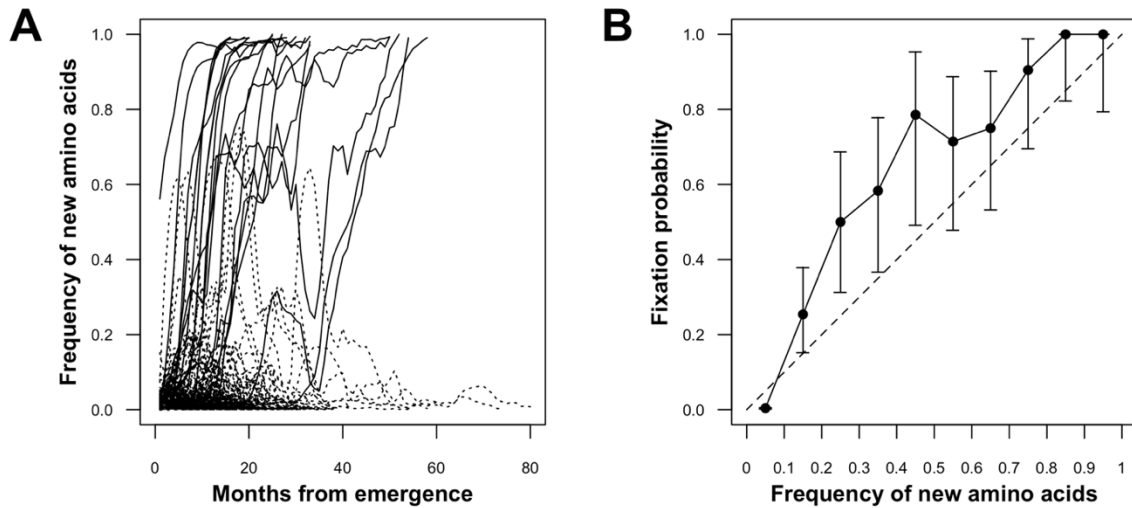 A
Frequency of new amino acids
1.0
0.8
0.6
0.4
0.2
0.0
0 20 40 60 80
Months from emergence
B
Fixation probability
1.0
0.8
0.6
0.4
0.2
0.0
0 0.1 0.2 0.3 0.4 0.5 0.6 0.7 0.8 0.9 1
Frequency of new amino acids